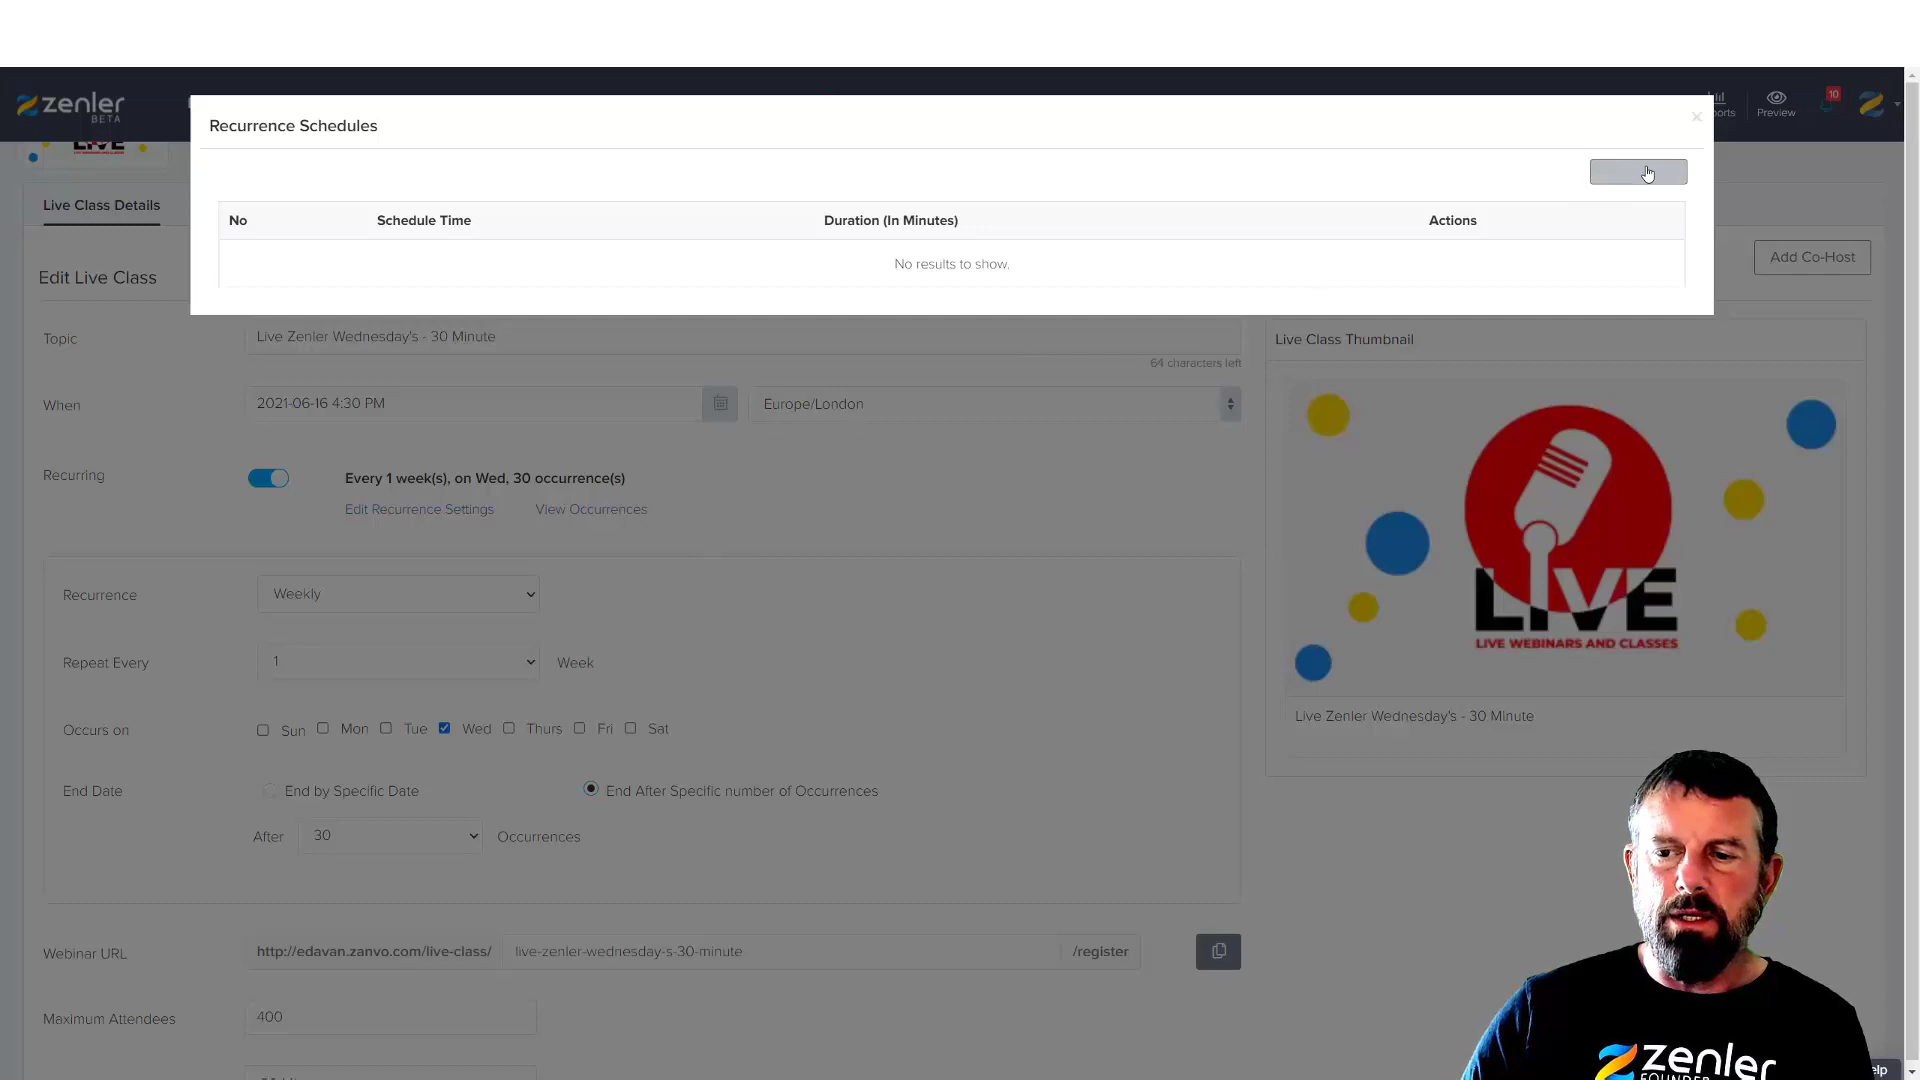 zenler
BETA
Recurrence Schedules
×
orts
Preview
10
LIVE
Live Class Details
No Schedule Time Duration (In Minutes) Actions
No results to show.
Edit Live Class
Add Co-Host
Topic
Live Zenler Wednesday's - 30 Minute
64 characters left
Live Class Thumbnail
When
2021-06-16 4:30 PM
Europe/London
Recurring
Every 1 week(s), on Wed, 30 occurrence(s)
Edit Recurrence Settings View Occurrences
Recurrence
Weekly
Repeat Every
1
Week
Occurs on
Sun Mon Tue Wed Thurs Fri Sat
LIVE
LIVE WEBINARS AND CLASSES
Live Zenler Wednesday's - 30 Minute
End Date
End by Specific Date
End After Specific number of Occurrences
After 30 Occurrences
Webinar URL
http://edavan.zanvo.com/live-class/ live-zenler-wednesday-s-30-minute /register
Maximum Attendees
400
zenler
FOUNDER
elp